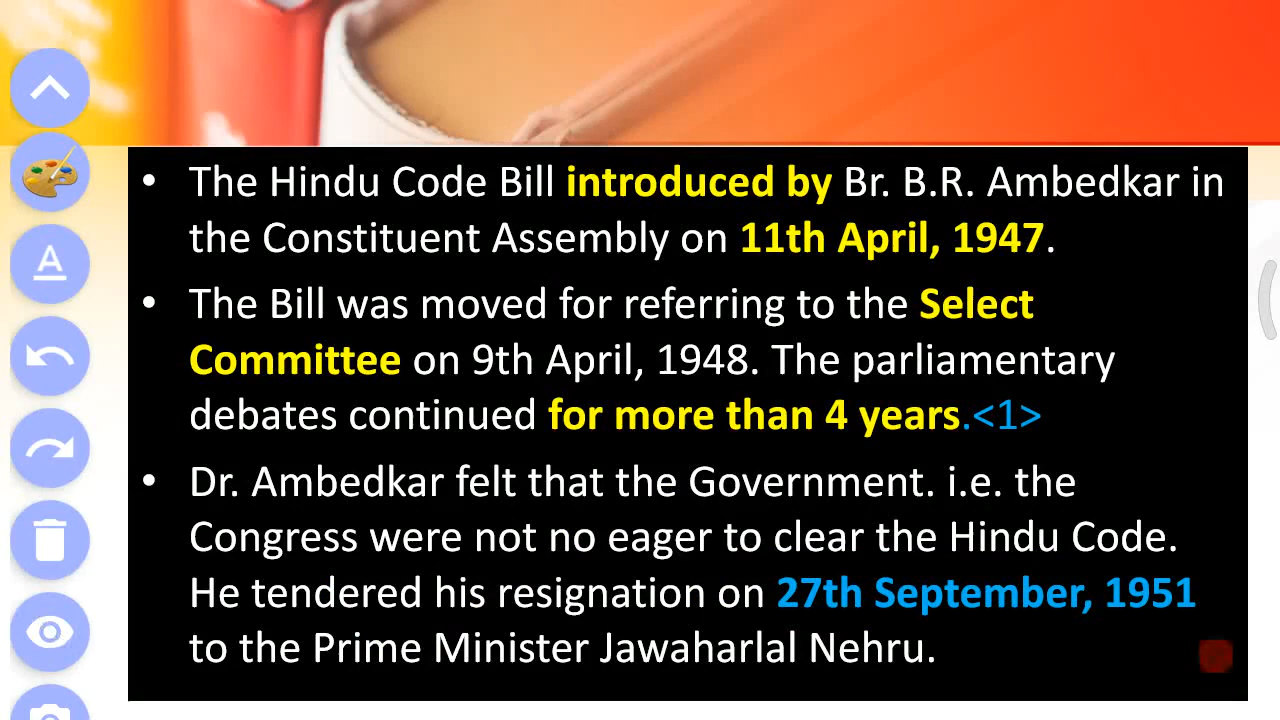 • The Hindu Code Bill introduced by Br. B.R. Ambedkar in
the Constituent Assembly on 11th April, 1947.
• The Bill was moved for referring to the Select
Committee on 9th April, 1948. The parliamentary
debates continued for more than 4 years.<1>
• Dr. Ambedkar felt that the Government. i.e. the
Congress were not no eager to clear the Hindu Code.
He tendered his resignation on 27th September, 1951
to the Prime Minister Jawaharlal Nehru.